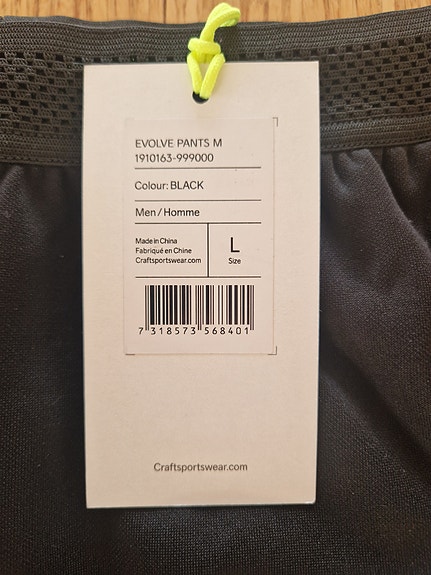 EVOLVE PANTS M
1910163-999000
Colour: BLACK
Men / Homme
Made in China
Fabriqué en Chine
Craftsportswear.com
L
Size
7 318573 568401
Craftsportswear.com